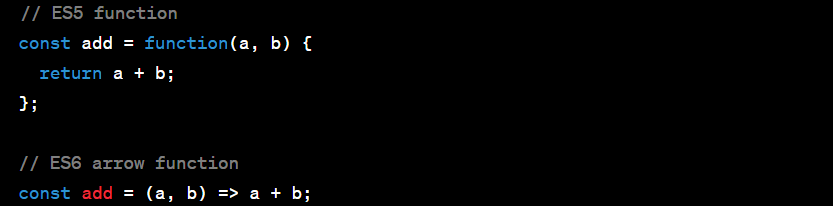 // ES5 function
const add = function(a, b) {
  return a + b;
};

// ES6 arrow function
const add = (a, b) => a + b;